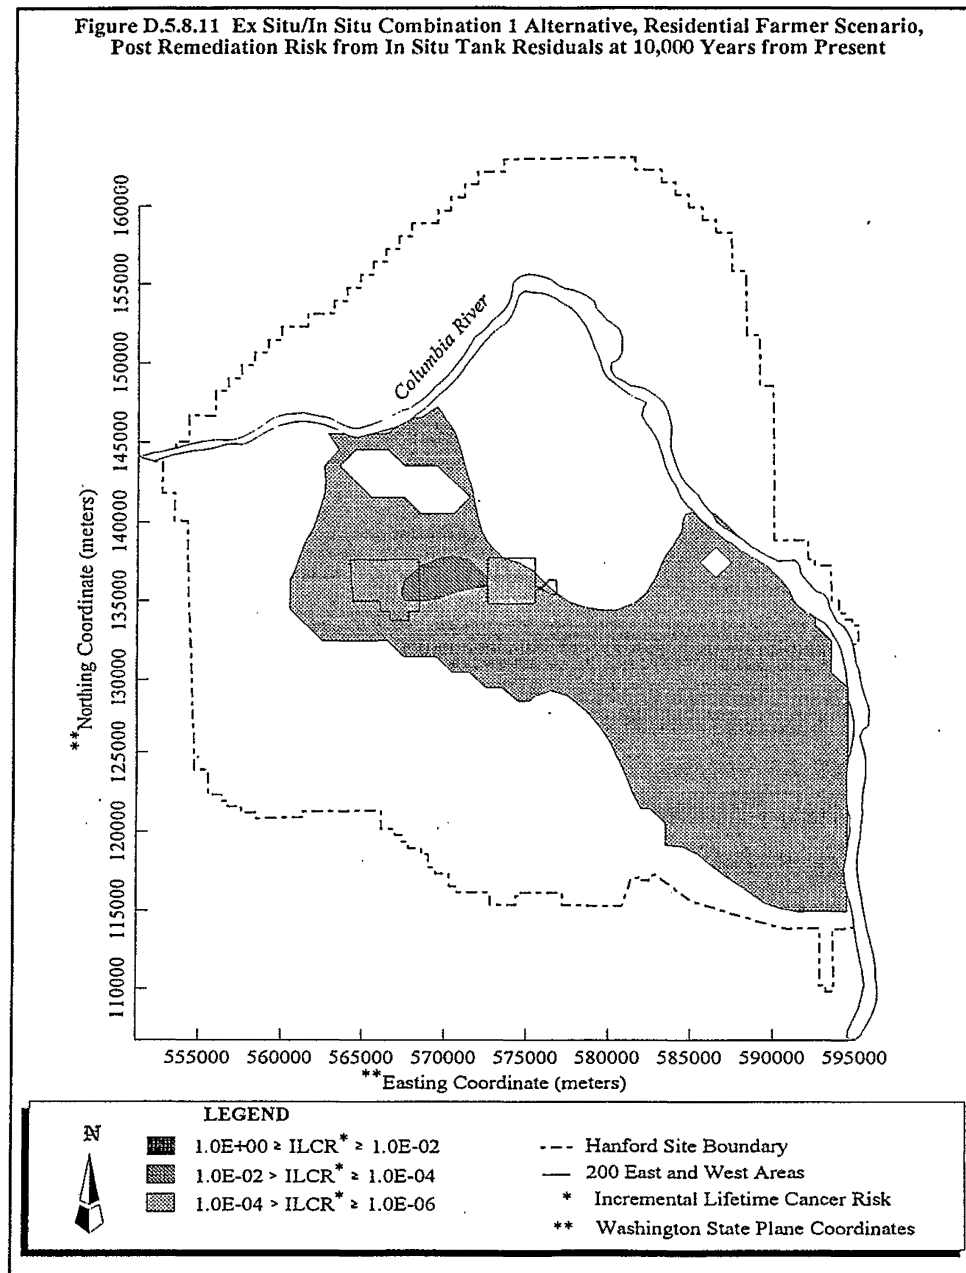 Figure D.5.8.11 Ex Situ/In Situ Combination 1 Alternative, Residential Farmer Scenario,
Post Remediation Risk from In Situ Tank Residuals at 10,000 Years from Present
160000
155000
150000
145000
140000
135000
130000
125000
120000
115000
110000
**Northing Coordinate (meters)
Columbia River
555000 560000 565000 570000 575000 580000 585000 590000 595000
**Easting Coordinate (meters)
LEGEND
N
1.0E+00 ≥ ILCR* ≥ 1.0E-02
1.0E-02 > ILCR* ≥ 1.0E-04
1.0E-04 > ILCR* ≥ 1.0E-06
Hanford Site Boundary
200 East and West Areas
* Incremental Lifetime Cancer Risk
** Washington State Plane Coordinates